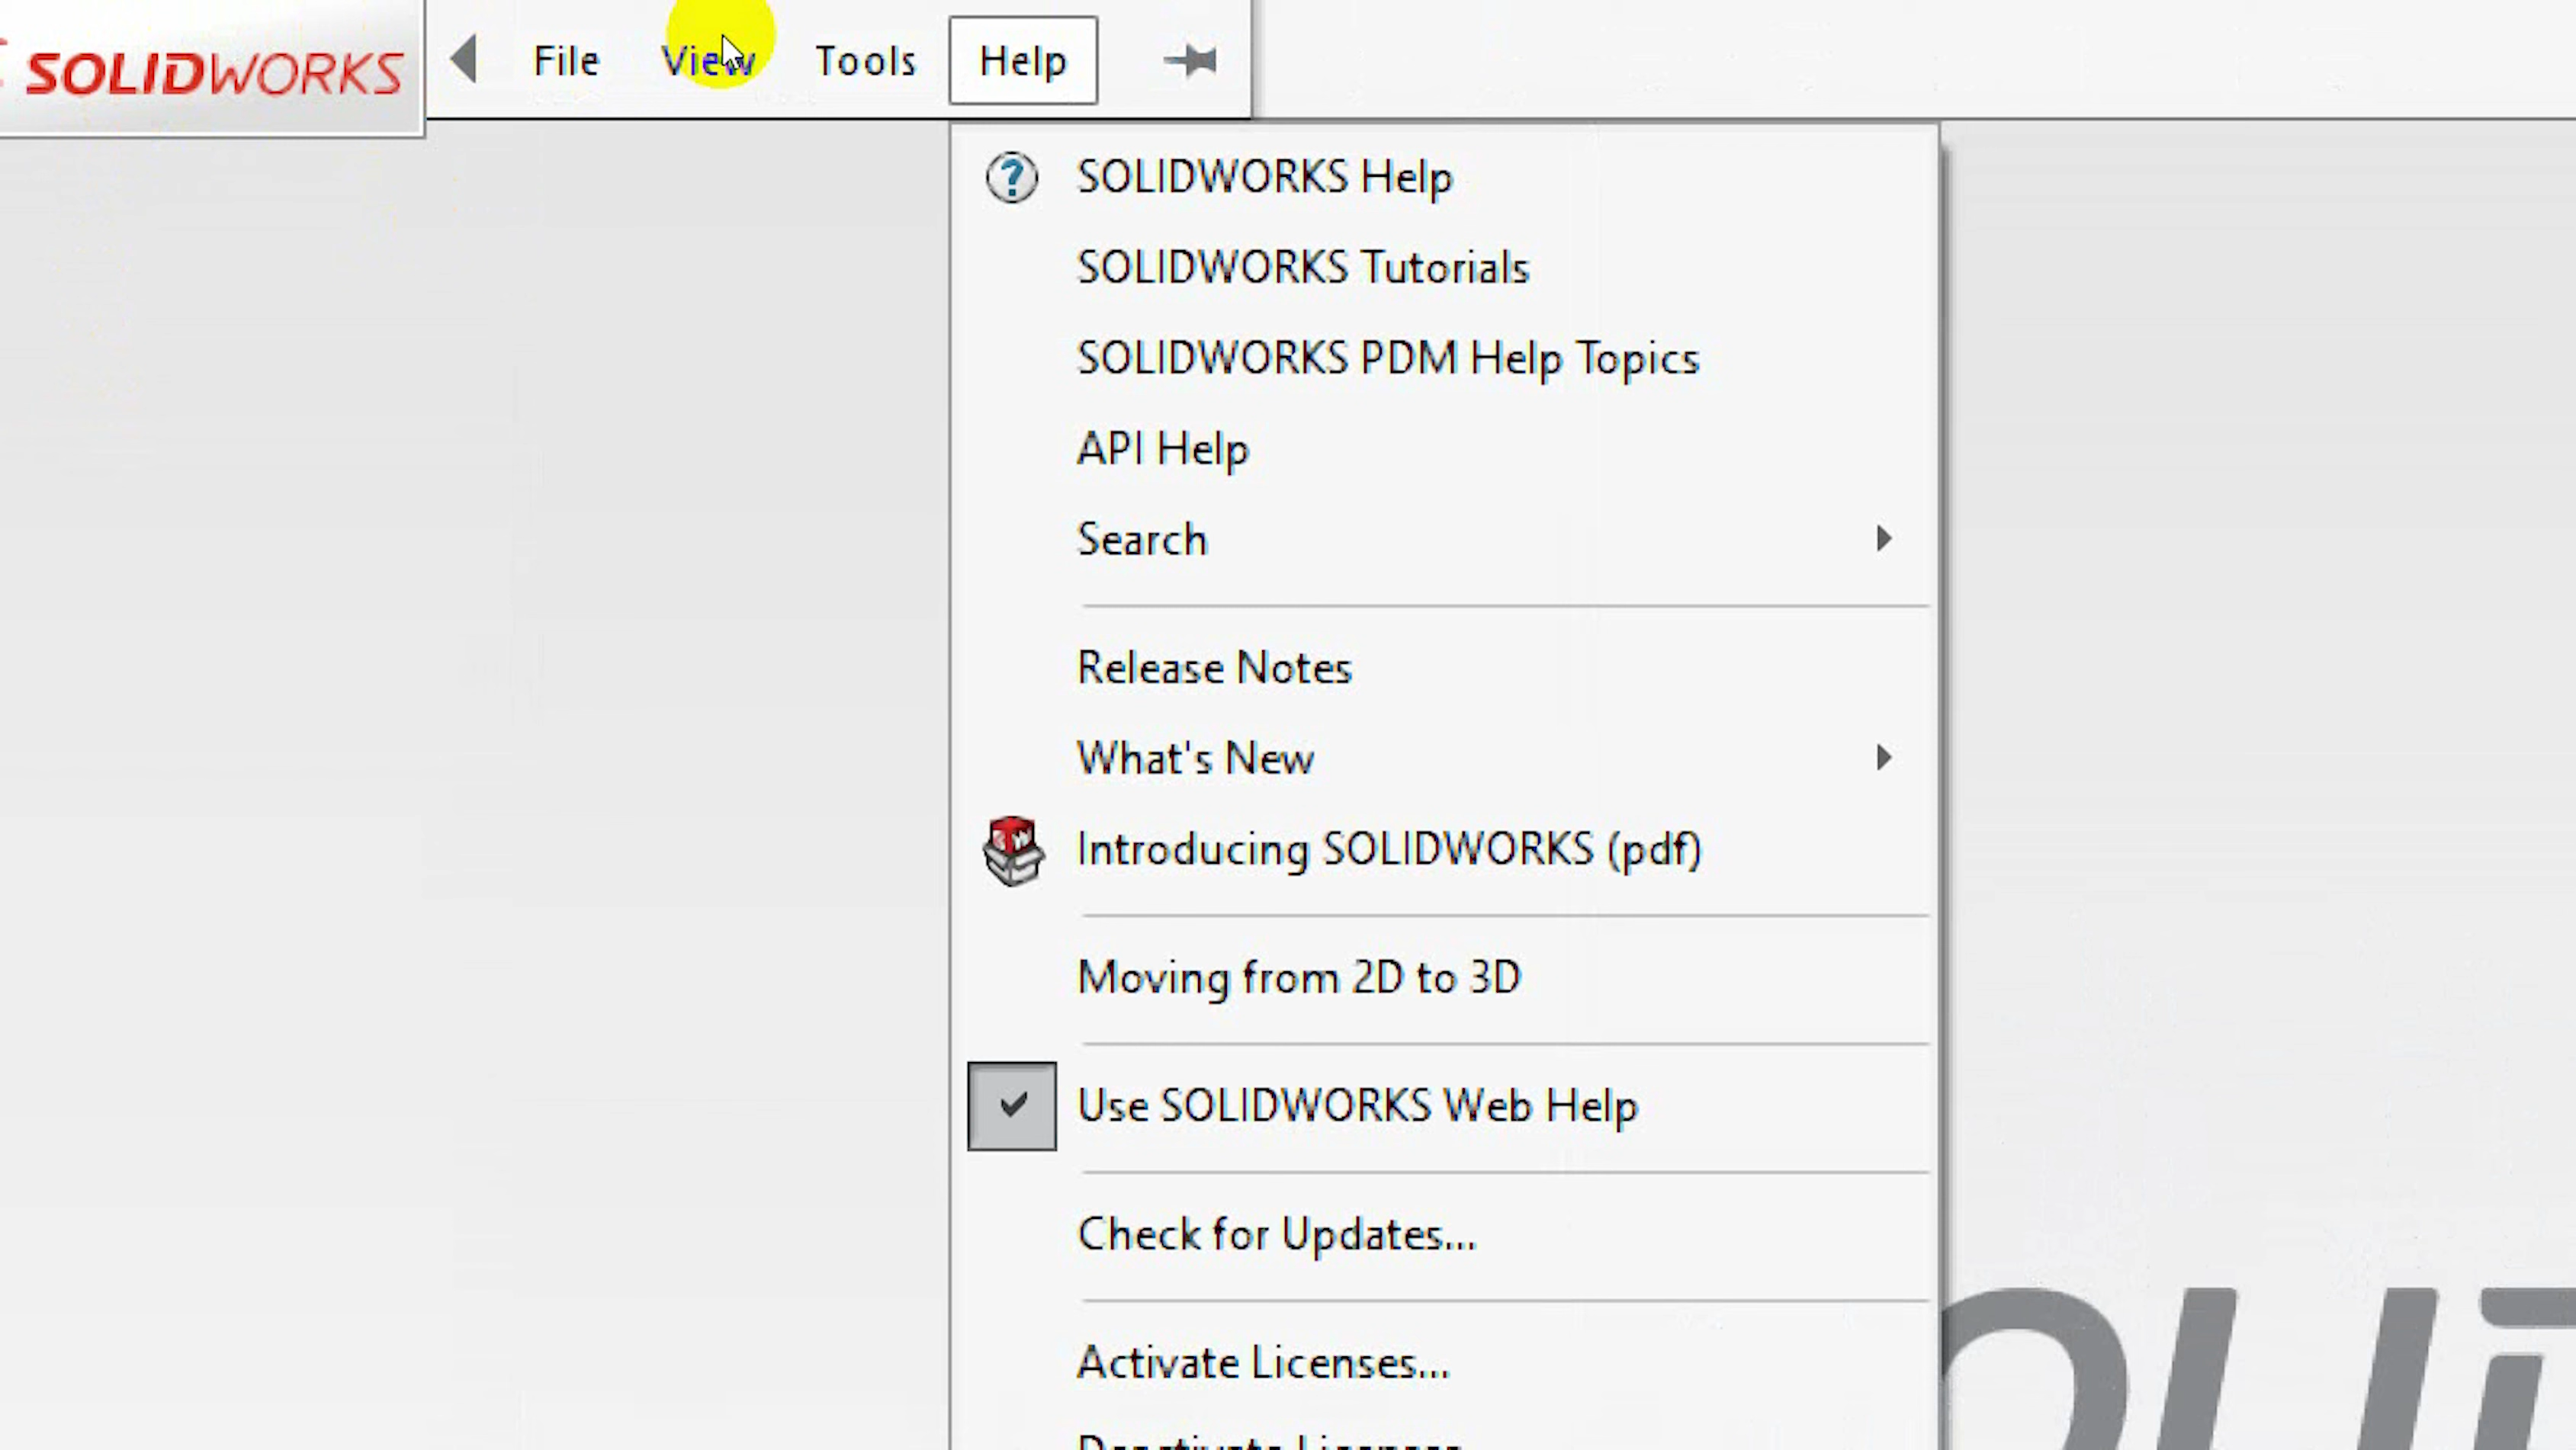 SOLIDWORKS
File View Tools Help
SOLIDWORKS Help
SOLIDWORKS Tutorials
SOLIDWORKS PDM Help Topics
API Help
Search
Release Notes
What's New
Introducing SOLIDWORKS (pdf)
Moving from 2D to 3D
Use SOLIDWORKS Web Help
Check for Updates...
Activate Licenses...